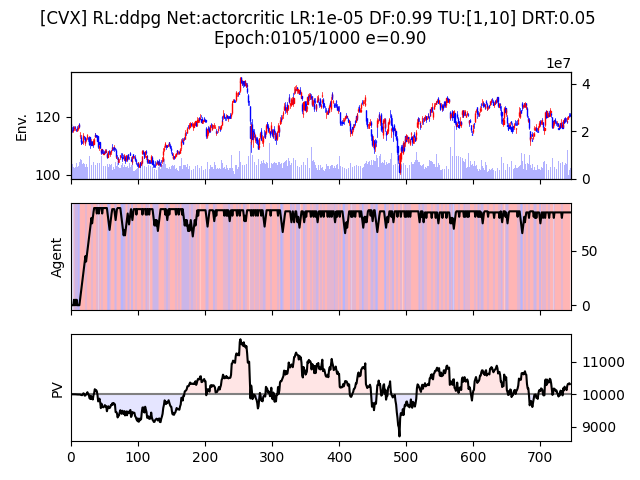 [CVX] RL:ddpg Net:actorcritic LR:1e-05 DF:0.99 TU:[1,10] DRT:0.05
Epoch:0105/1000 e=0.90
1e7
Env.
120
100
4
2
0
Agent
50
0
PV
11000
10000
9000
0 100 200 300 400 500 600 700